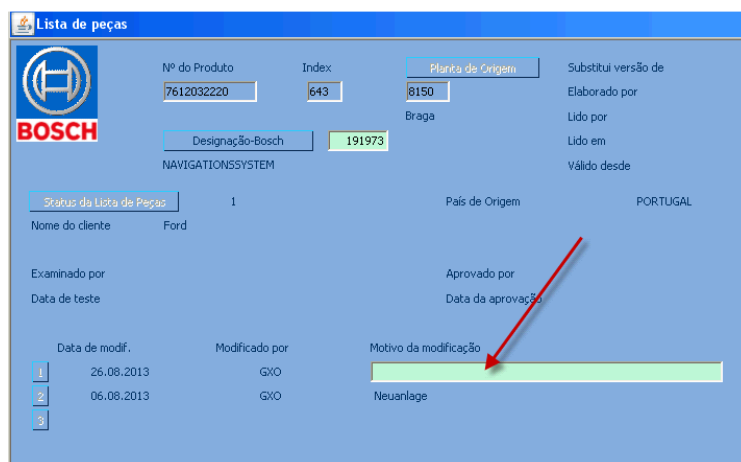 Lista de peças
BOSCH
Nº do Produto Index Planta de Origem Substitui versão de
7612032220 643 8150 Elaborado por
Braga Lido por
Designação-Bosch 191973 Lido em
NAVIGATIONSSYSTEM Válido desde
Status da Lista de Peças 1 País de Origem PORTUGAL
Nome do cliente Ford
Examinado por Aprovado por
Data de teste Data da aprovação
Data de modif. Modificado por Motivo da modificação
1 26.08.2013 GXO
2 06.08.2013 GXO Neuanlage
3